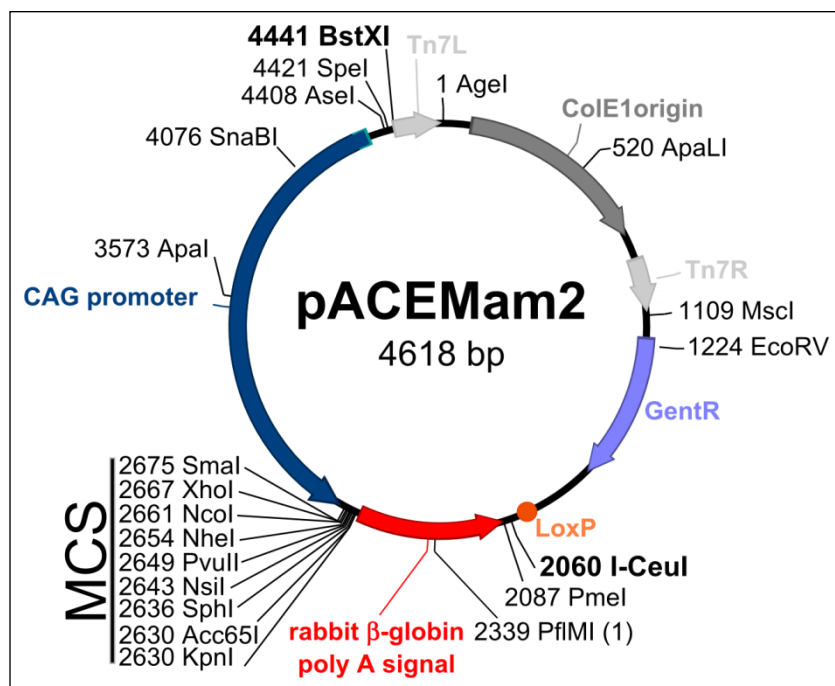 4441 BstXI
Tn7L
4421 SpeI
1 AgeI
4408 AseI
ColE1origin
4076 SnaBI
520 ApaLI
3573 ApaI
Tn7R
CAG promoter
pACEMam2
1109 MscI
4618 bp
1224 EcoRV
GentR
MCS
2675 SmaI
2667 XhoI
2661 NcoI
2654 NheI
2649 PvuII
2643 NsiI
2636 SphI
2630 Acc65I
2630 KpnI
LoxP
2060 I-CeuI
2087 PmeI
2339 PflMI (1)
rabbit β-globin
poly A signal